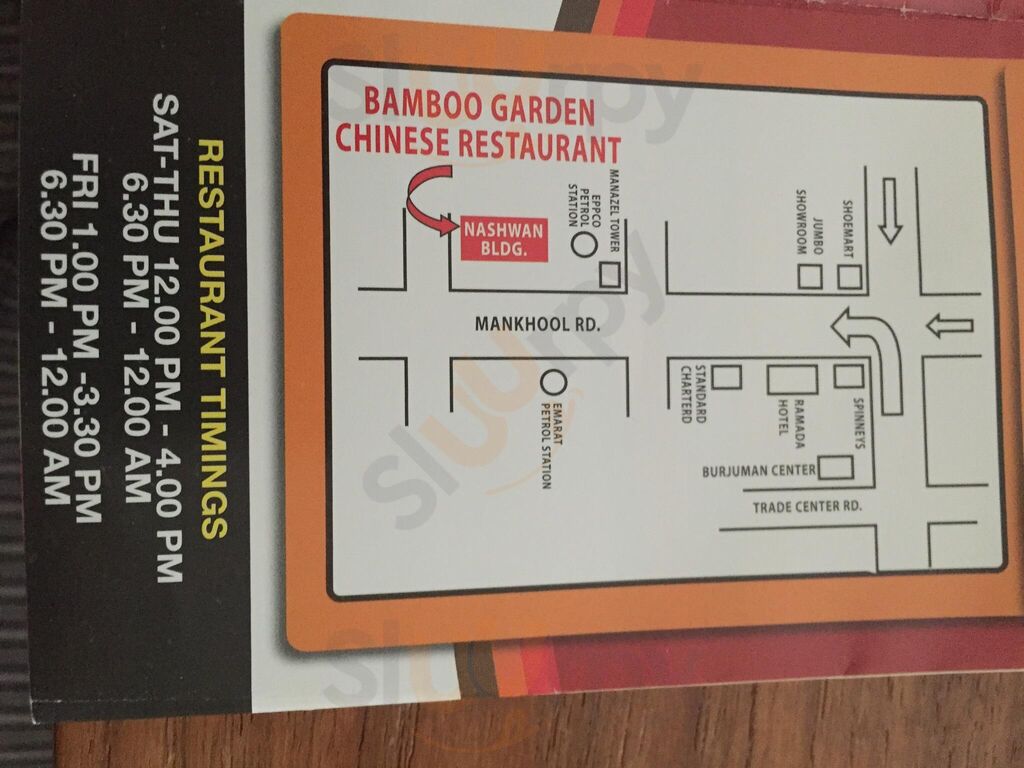 BAMBOO GARDEN
CHINESE RESTAURANT
NASHWAN
BLDG.
EPPCO
PETROL
STATION
MANAZEL TOWER
JUMBO
SHOWROOM
SHOEMART
MANKHOOL RD.
EMARAT
PETROL STATION
STANDARD
CHARTERD
RAMADA
HOTEL
SPINNEYS
BURJUMAN CENTER
TRADE CENTER RD.
RESTAURANT TIMINGS
SAT-THU 12.00 PM - 4.00 PM
6.30 PM - 12.00 AM
FRI 1.00 PM -3.30 PM
6.30 PM - 12.00 AM
sluurpy
sluurpy
sluurpy